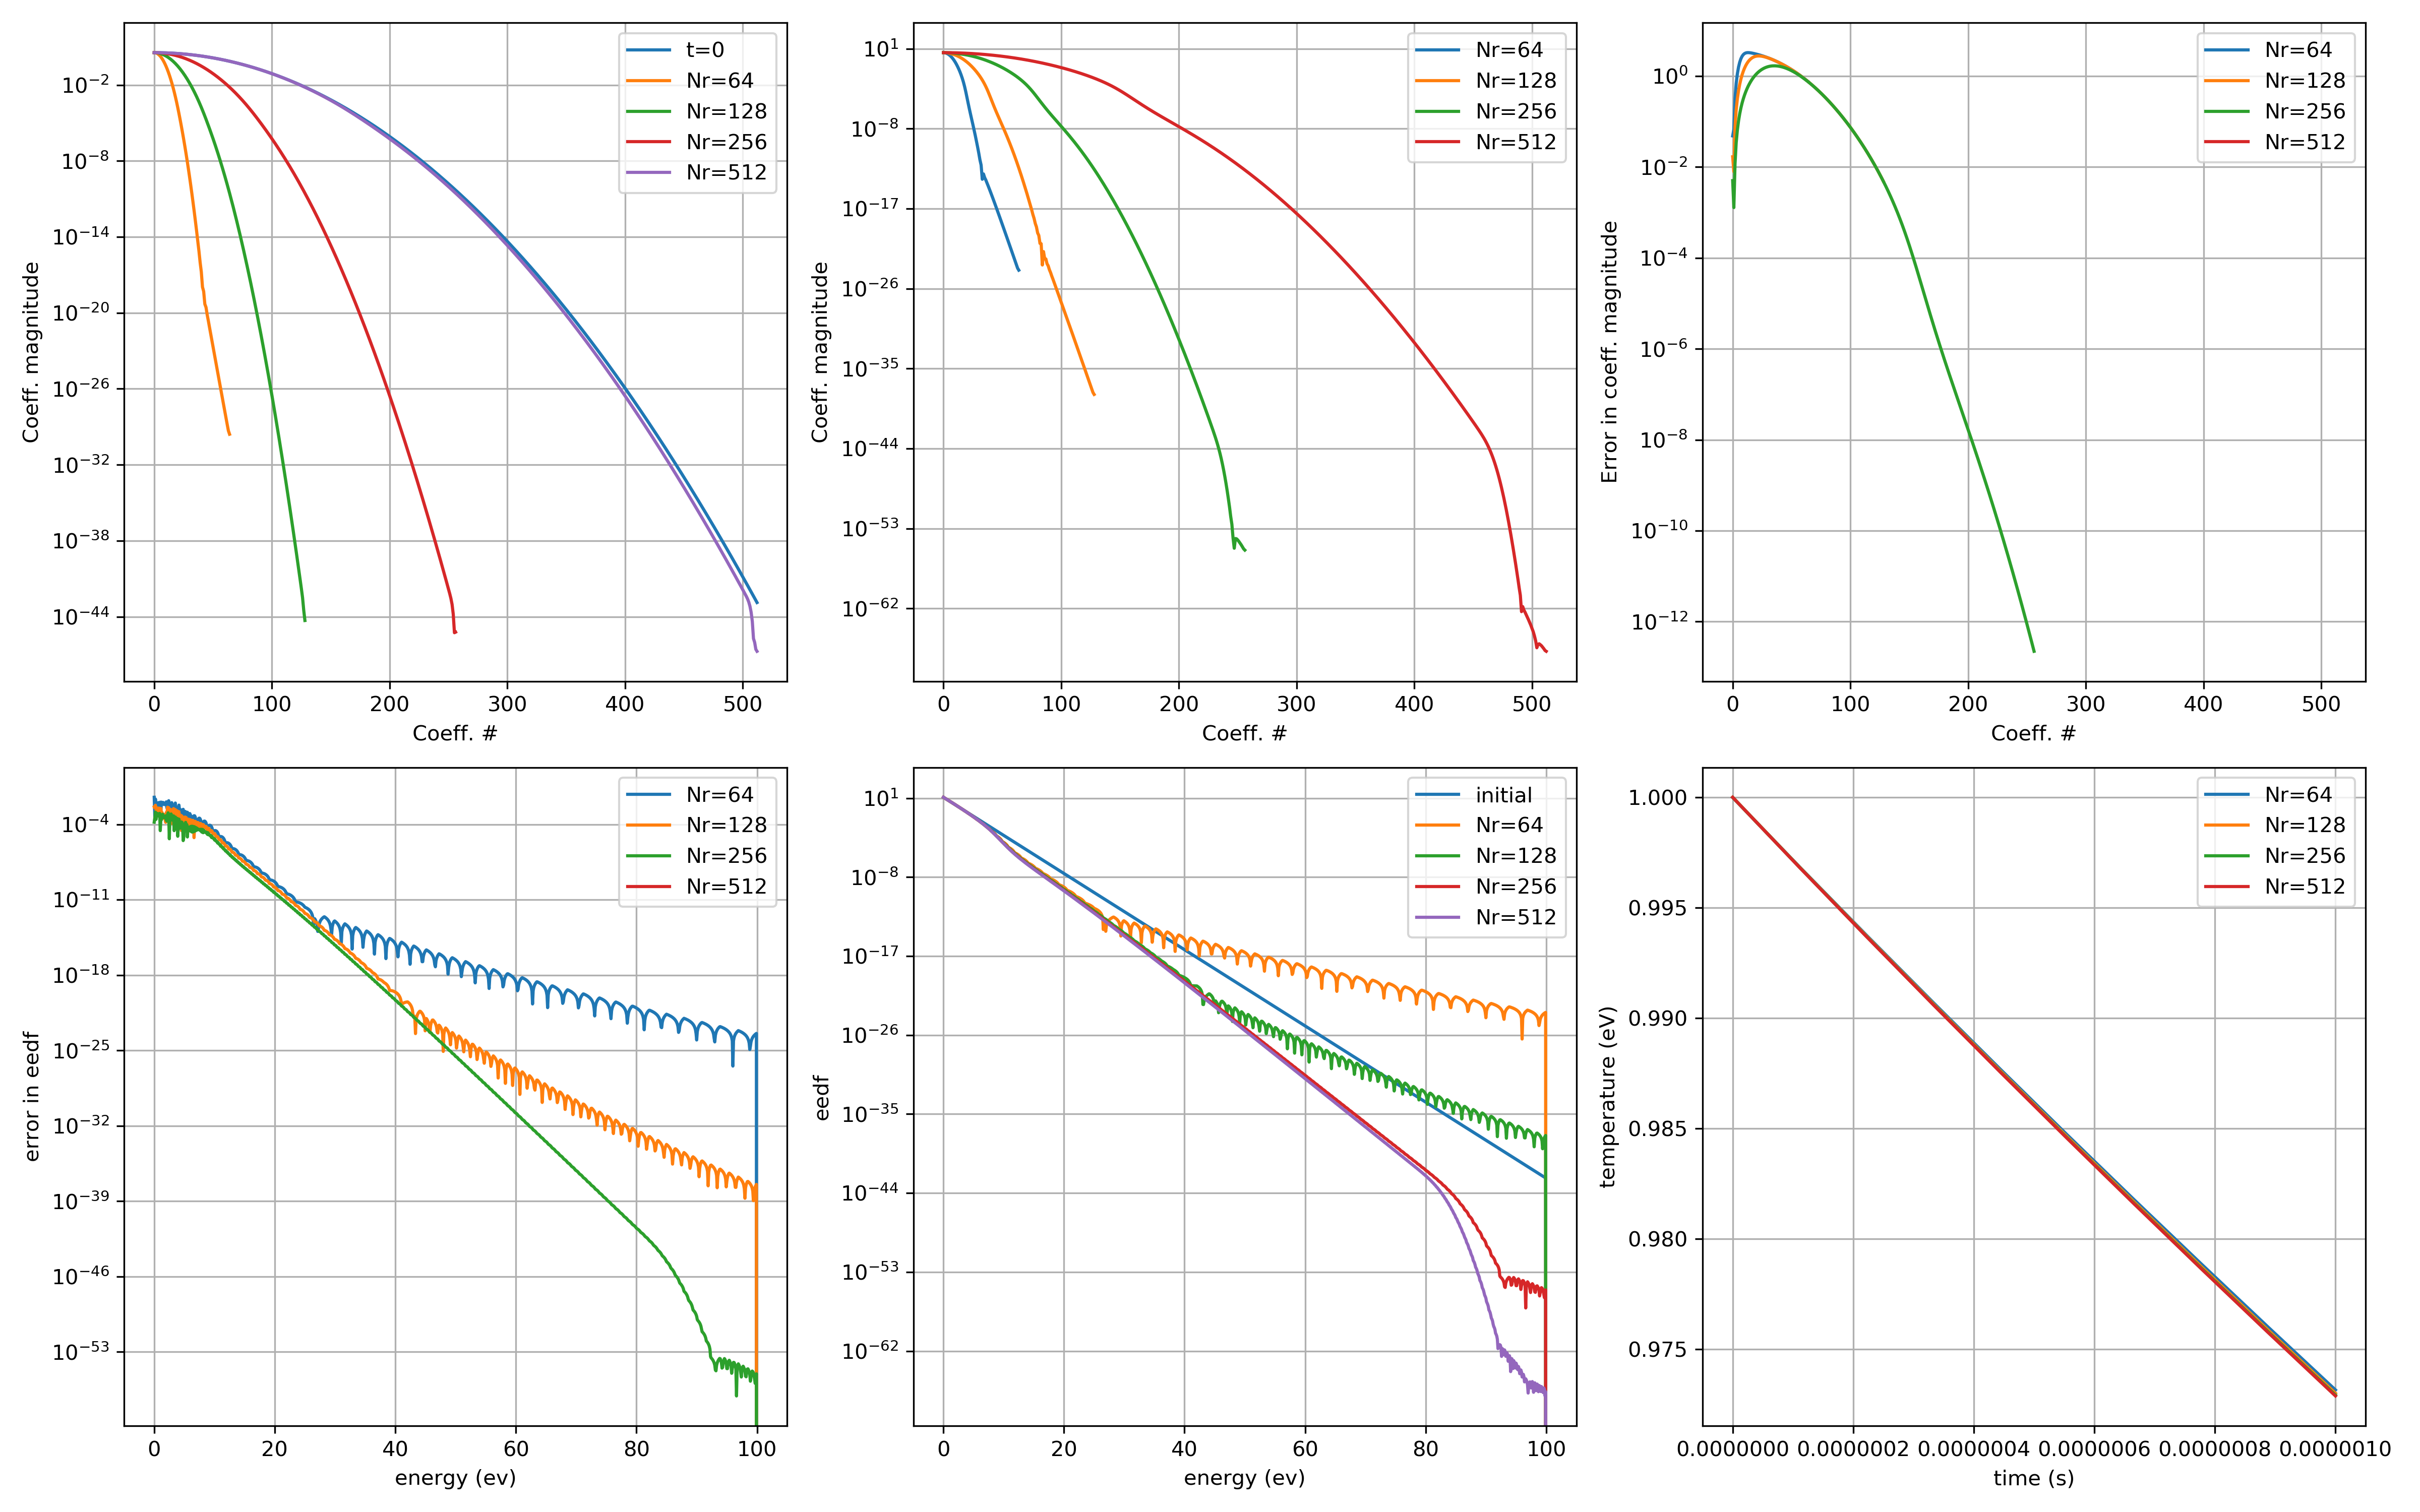 t=0
Nr=64
Nr=128
Nr=256
Nr=512
10⁻²
10⁻⁸
10⁻¹⁴
10⁻²⁰
10⁻²⁶
10⁻³²
10⁻³⁸
10⁻⁴⁴
Coeff. magnitude
0 100 200 300 400 500
Coeff. #
Nr=64
Nr=128
Nr=256
Nr=512
10¹
10⁻⁸
10⁻¹⁷
10⁻²⁶
10⁻³⁵
10⁻⁴⁴
10⁻⁵³
10⁻⁶²
Coeff. magnitude
0 100 200 300 400 500
Coeff. #
Nr=64
Nr=128
Nr=256
Nr=512
10⁰
10⁻²
10⁻⁴
10⁻⁶
10⁻⁸
10⁻¹⁰
10⁻¹²
Error in coeff. magnitude
0 100 200 300 400 500
Coeff. #
Nr=64
Nr=128
Nr=256
Nr=512
10⁻⁴
10⁻¹¹
10⁻¹⁸
10⁻²⁵
10⁻³²
10⁻³⁹
10⁻⁴⁶
10⁻⁵³
error in eedf
0 20 40 60 80 100
energy (ev)
initial
Nr=64
Nr=128
Nr=256
Nr=512
10¹
10⁻⁸
10⁻¹⁷
10⁻²⁶
10⁻³⁵
10⁻⁴⁴
10⁻⁵³
10⁻⁶²
eedf
0 20 40 60 80 100
energy (ev)
Nr=64
Nr=128
Nr=256
Nr=512
1.000
0.995
0.990
0.985
0.980
0.975
temperature (eV)
0.0000000 0.0000002 0.0000004 0.0000006 0.0000008 0.0000010
time (s)